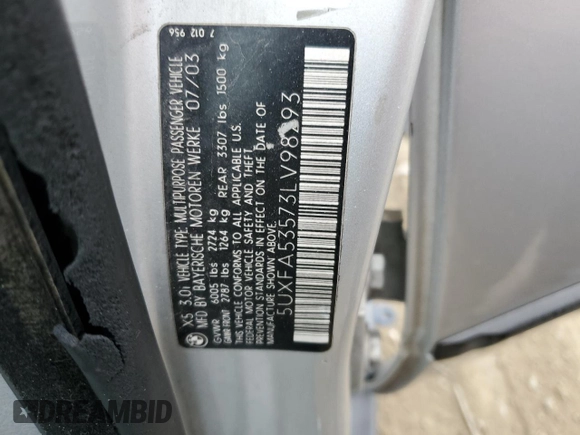 7 012 956
X5 3.0i VEHICLE TYPE: MULTIPURPOSE PASSENGER VEHICLE
MFD BY BAYERISCHE MOTOREN WERKE 07/03
GVWR 6005 lbs 2724 kg
GAWR FRONT 2787 lbs 1264 kg REAR 3307 lbs 1500 kg
THIS VEHICLE CONFORMS TO ALL APPLICABLE U.S.
FEDERAL MOTOR VEHICLE SAFETY AND THEFT
PREVENTION STANDARDS IN EFFECT ON THE DATE OF
MANUFACTURE SHOWN ABOVE.
DREAMBID